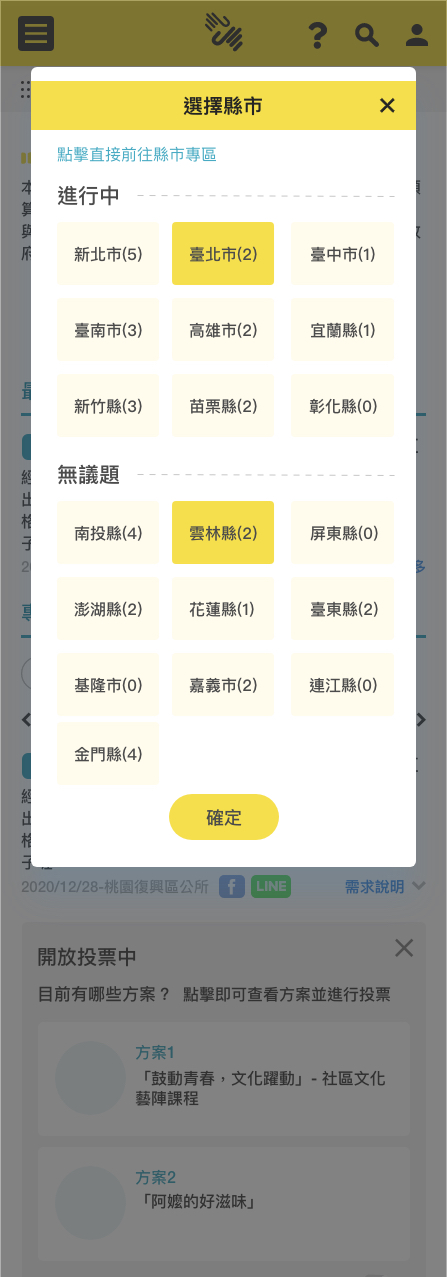 選擇縣市
點擊直接前往縣市專區
進行中
新北市(5) 臺北市(2) 臺中市(1)
臺南市(3) 高雄市(2) 宜蘭縣(1)
新竹縣(3) 苗栗縣(2) 彰化縣(0)
無議題
南投縣(4) 雲林縣(2) 屏東縣(0)
澎湖縣(2) 花蓮縣(1) 臺東縣(2)
基隆市(0) 嘉義市(2) 連江縣(0)
金門縣(4)
確定
2020/12/28-桃園復興區公所 f LINE 需求說明
開放投票中
目前有哪些方案？ 點擊即可查看方案並進行投票
方案1
「鼓動青春，文化躍動」- 社區文化
藝陣課程
方案2
「阿嬤的好滋味」